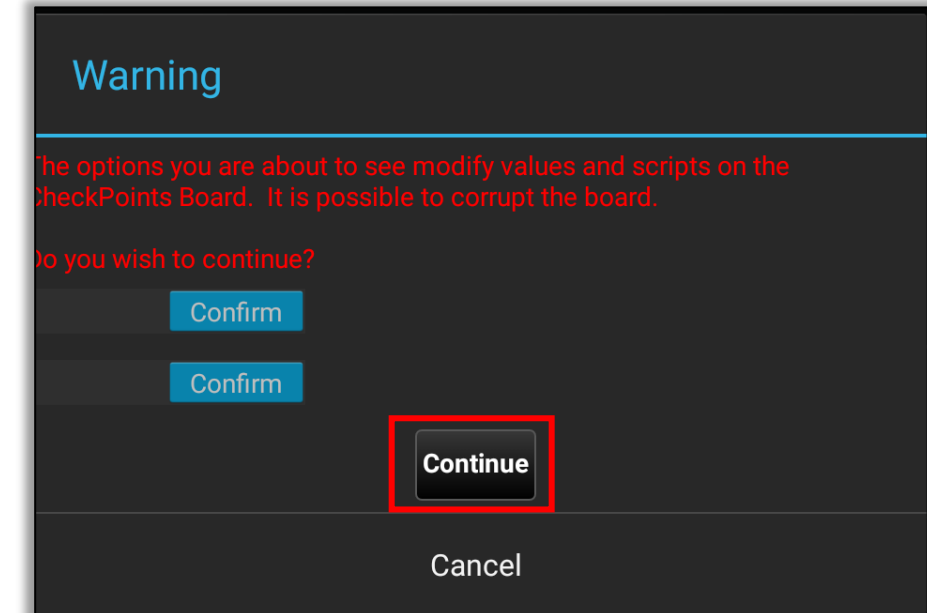 Warning
The options you are about to see modify values and scripts on the
CheckPoints Board.  It is possible to corrupt the board.
Do you wish to continue?
Confirm
Confirm
Continue
Cancel